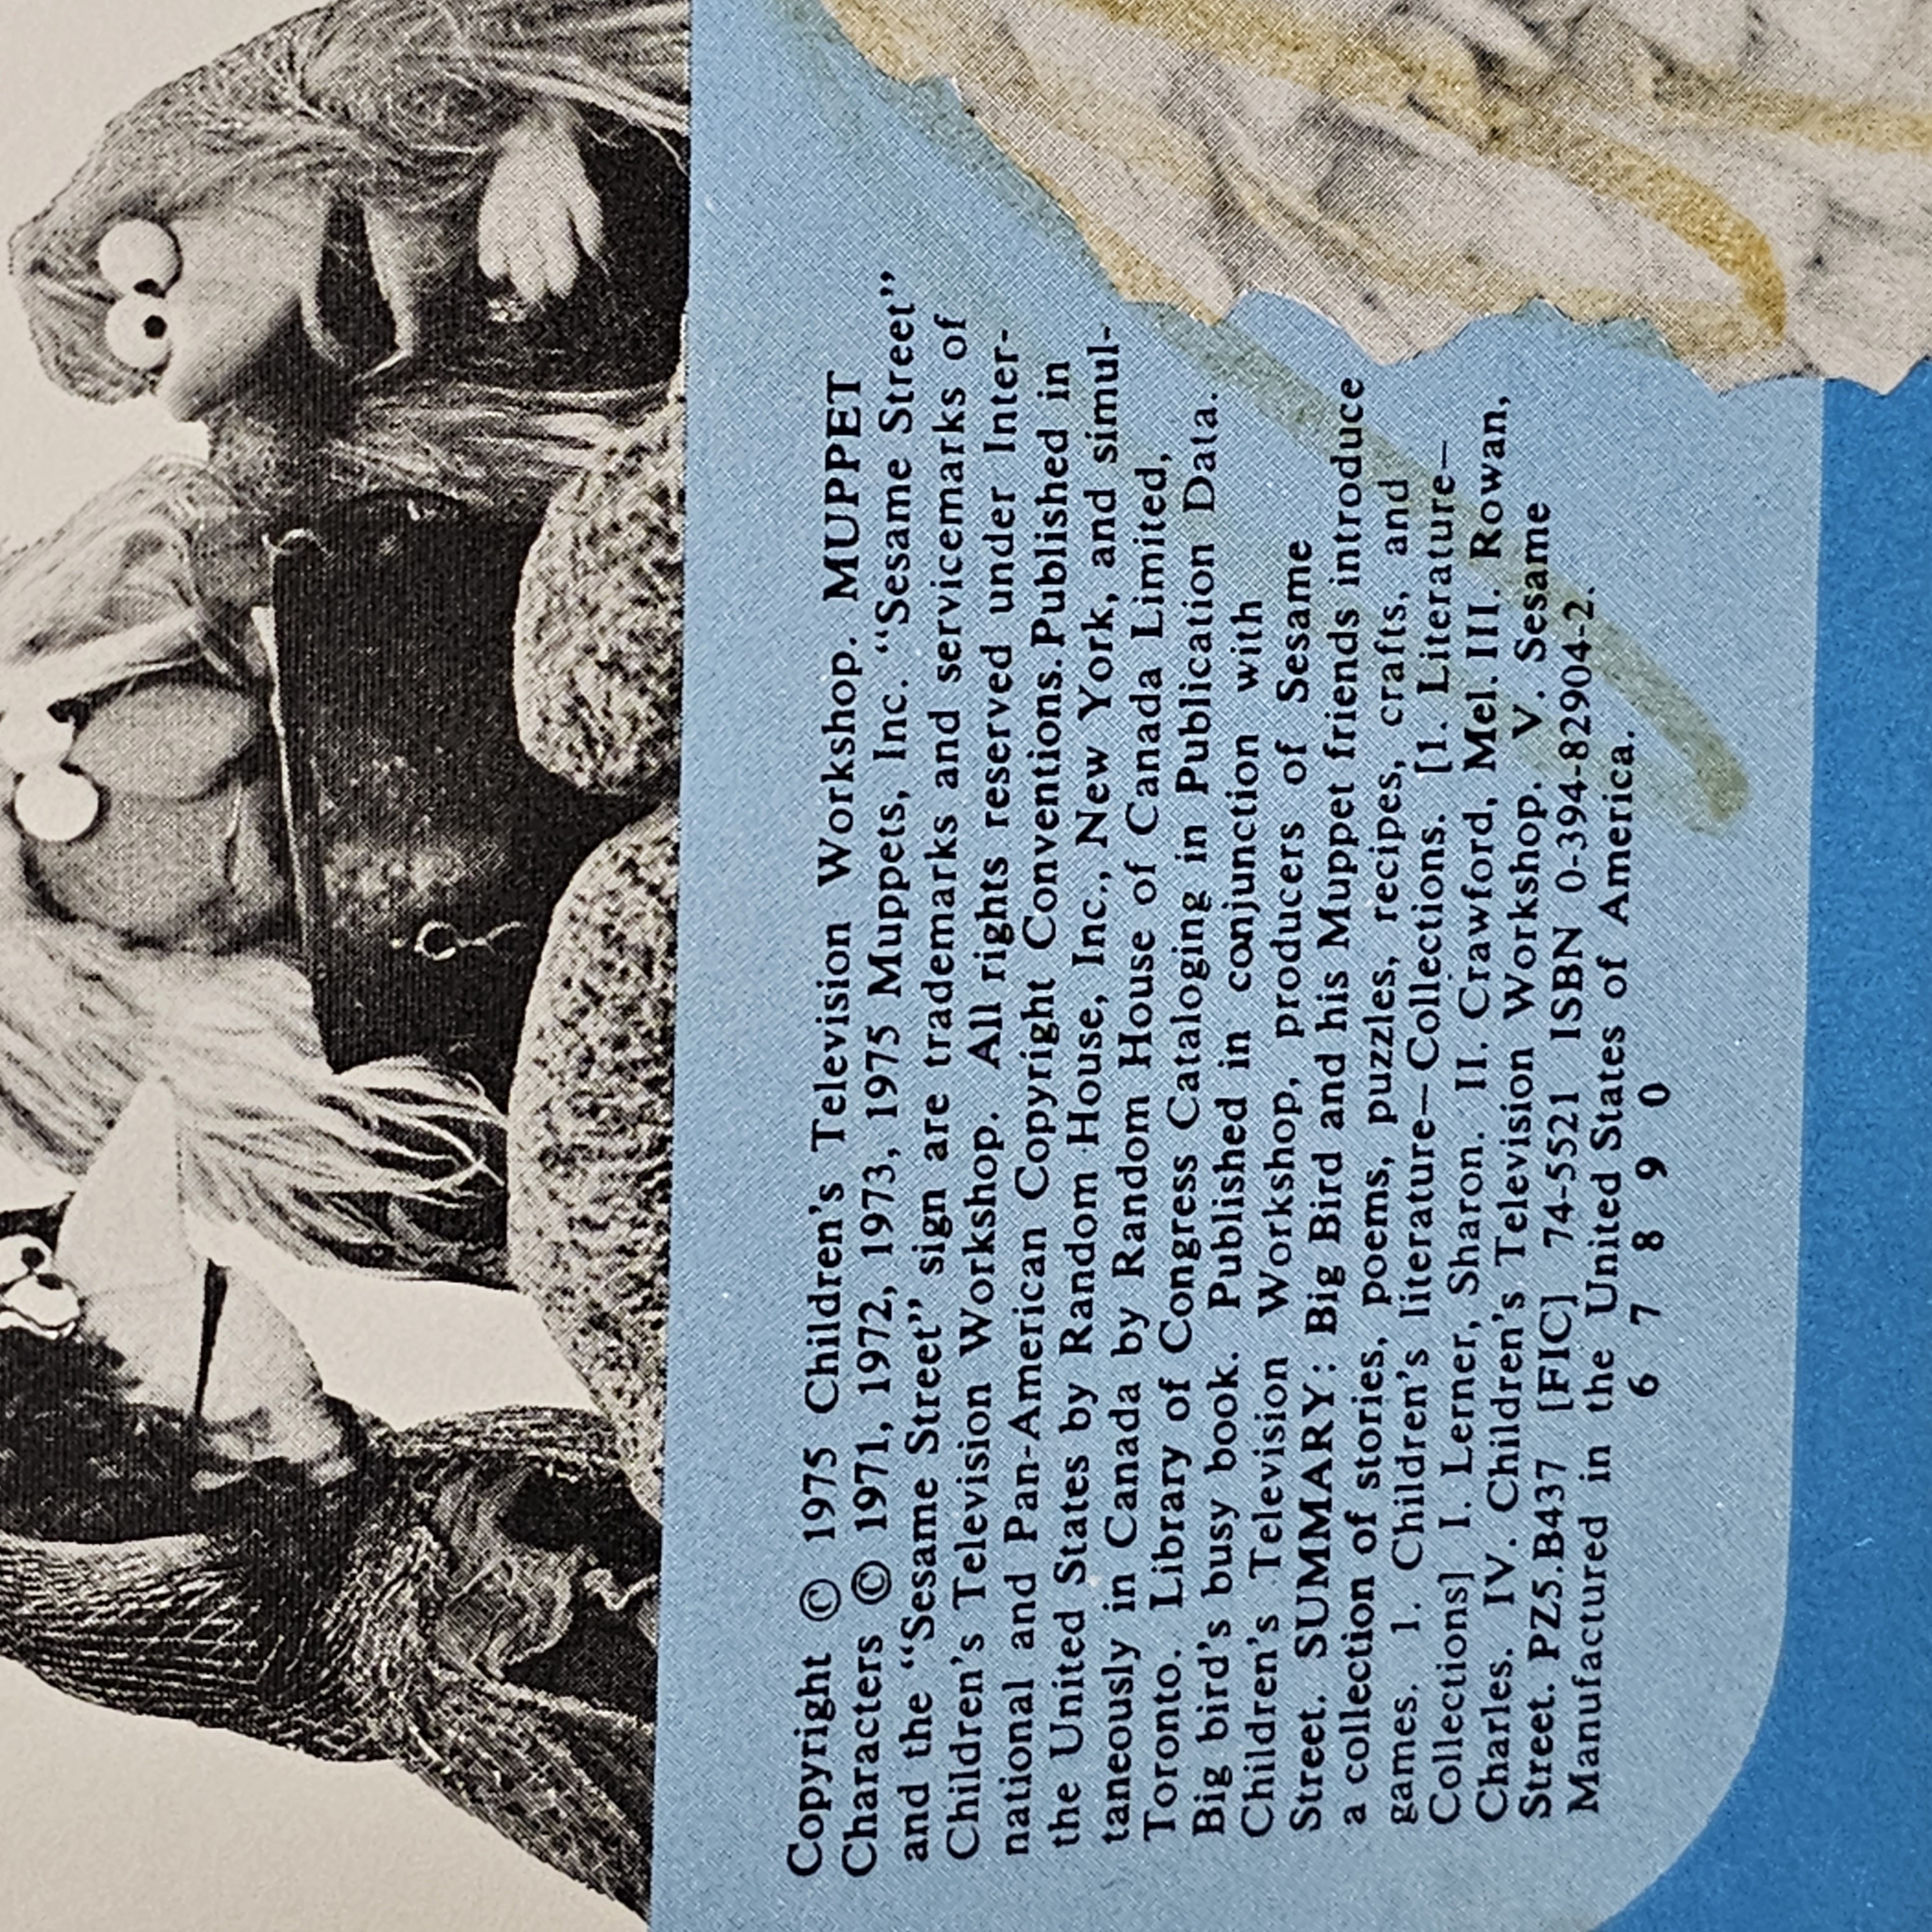 Copyright © 1975 Children's Television Workshop. MUPPET
Characters © 1971, 1972, 1973, 1975 Muppets, Inc. “Sesame Street”
and the “Sesame Street” sign are trademarks and servicemarks of
Children's Television Workshop. All rights reserved under Inter-
national and Pan-American Copyright Conventions. Published in
the United States by Random House, Inc., New York, and simul-
taneously in Canada by Random House of Canada Limited,
Toronto. Library of Congress Cataloging in Publication Data.
Big bird's busy book. Published in conjunction with
Children's Television Workshop, producers of Sesame
Street. SUMMARY: Big Bird and his Muppet friends introduce
a collection of stories, poems, puzzles, recipes, crafts, and
games. 1. Children's literature—Collections. [1. Literature—
Collections] I. Lerner, Sharon. II. Crawford, Mel. III. Rowan,
Charles. IV. Children's Television Workshop. V. Sesame
Street. PZ5.B437 [FIC] 74-5521 ISBN 0-394-82904-2.
Manufactured in the United States of America.
6 7 8 9 0